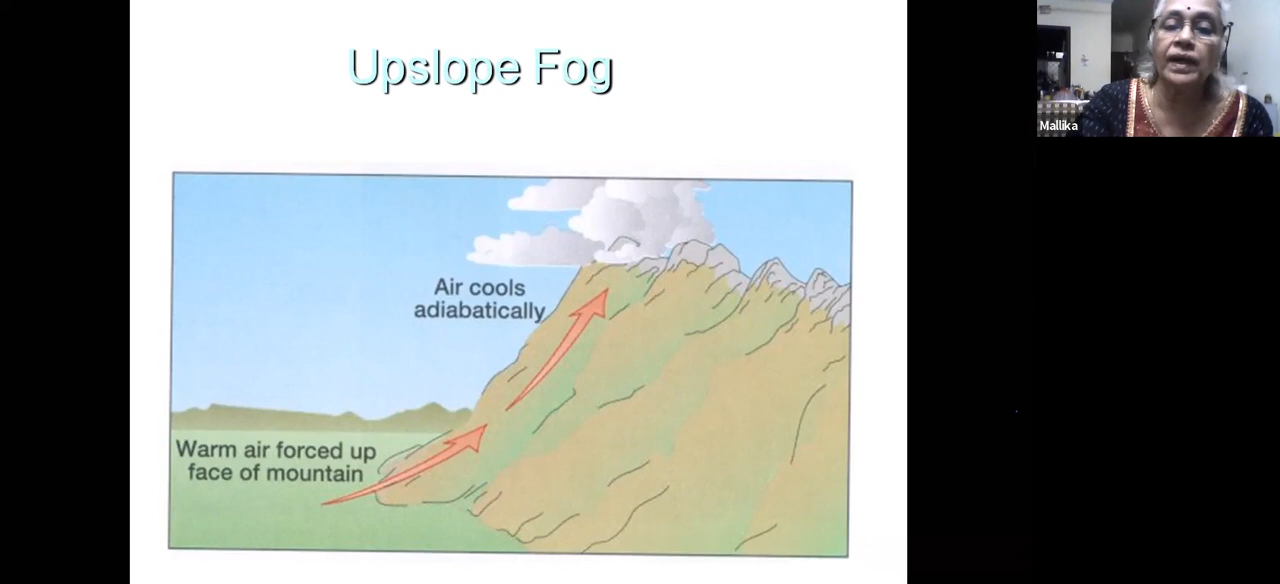 Upslope Fog
Mallika
Air cools
adiabatically
Warm air forced up
face of mountain